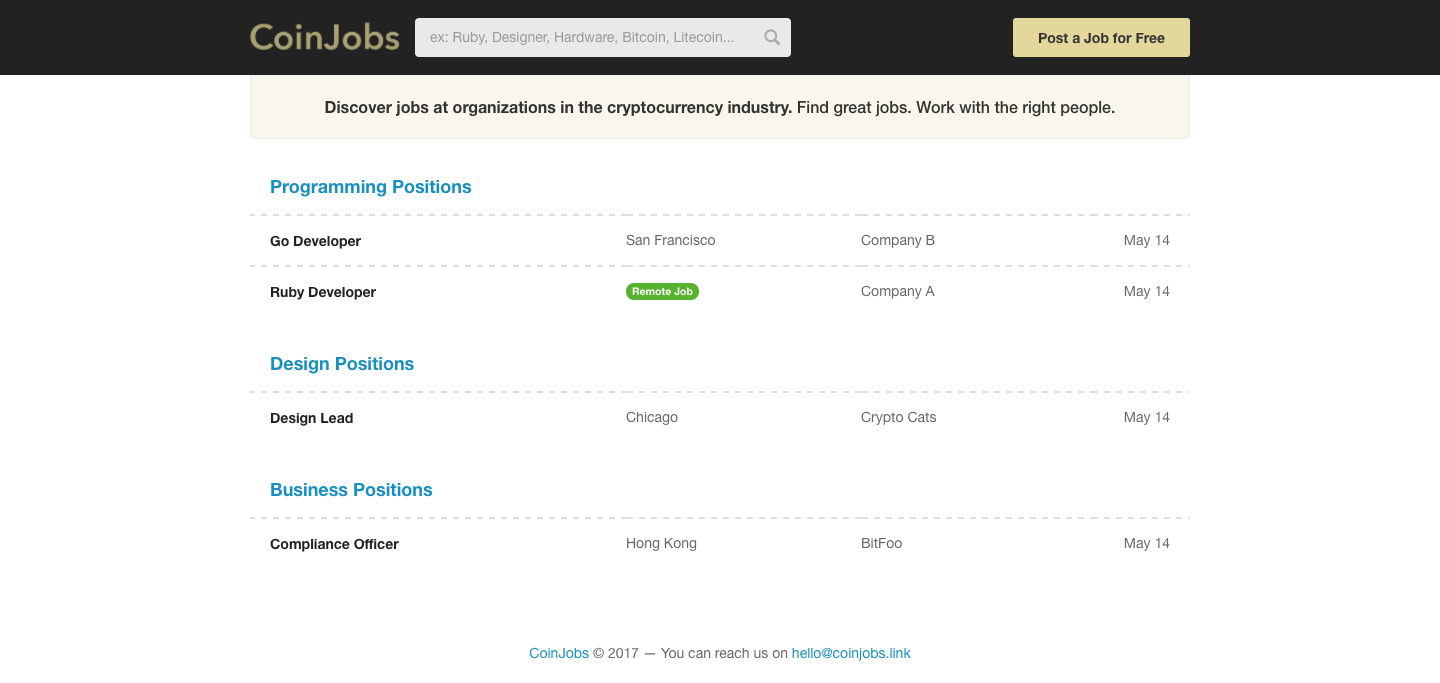 CoinJobs
ex: Ruby, Designer, Hardware, Bitcoin, Litecoin...
Post a Job for Free
Discover jobs at organizations in the cryptocurrency industry. Find great jobs. Work with the right people.
Programming Positions
Go Developer San Francisco Company B May 14
Ruby Developer Remote Job Company A May 14
Design Positions
Design Lead Chicago Crypto Cats May 14
Business Positions
Compliance Officer Hong Kong BitFoo May 14
CoinJobs © 2017 — You can reach us on hello@coinjobs.link